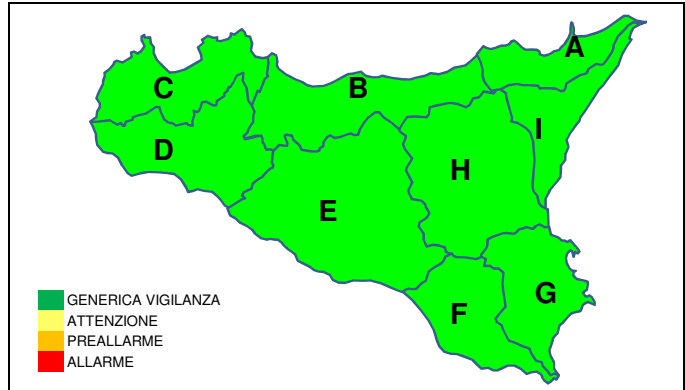 A
C
B
I
D
H
E
G
F
GENERICA VIGILANZA
ATTENZIONE
PREALLARME
ALLARME